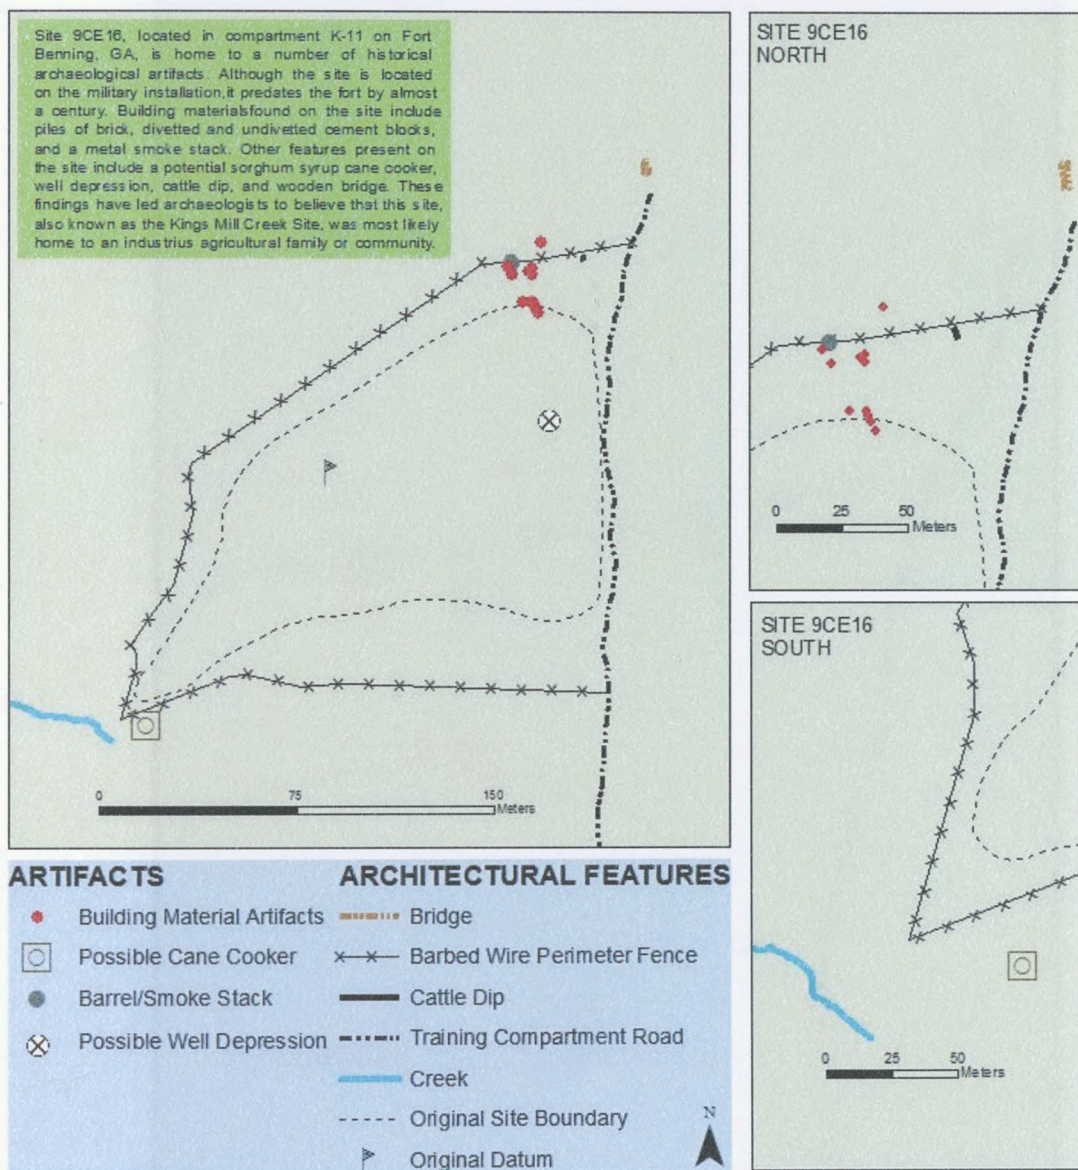 Site 9CE16, located in compartment K-11 on Fort
Benning, GA, is home to a number of historical
archaeological artifacts. Although the site is located
on the military installation,it predates the fort by almost
a century. Building materialsfound on the site include
piles of brick, divetted and undivetted cement blocks,
and a metal smoke stack. Other features present on
the site include a potential sorghum syrup cane cooker,
well depression, cattle dip, and wooden bridge. These
findings have led archaeologists to believe that this site,
also known as the Kings Mill Creek Site, was most likely
home to an industrius agricultural family or community.
0 75 150
Meters
SITE 9CE16
NORTH
0 25 50
Meters
SITE 9CE16
SOUTH
0 25 50
Meters
ARTIFACTS
Building Material Artifacts
Possible Cane Cooker
Barrel/Smoke Stack
Possible Well Depression
ARCHITECTURAL FEATURES
Bridge
Barbed Wire Perimeter Fence
Cattle Dip
Training Compartment Road
Creek
Original Site Boundary
Original Datum
N